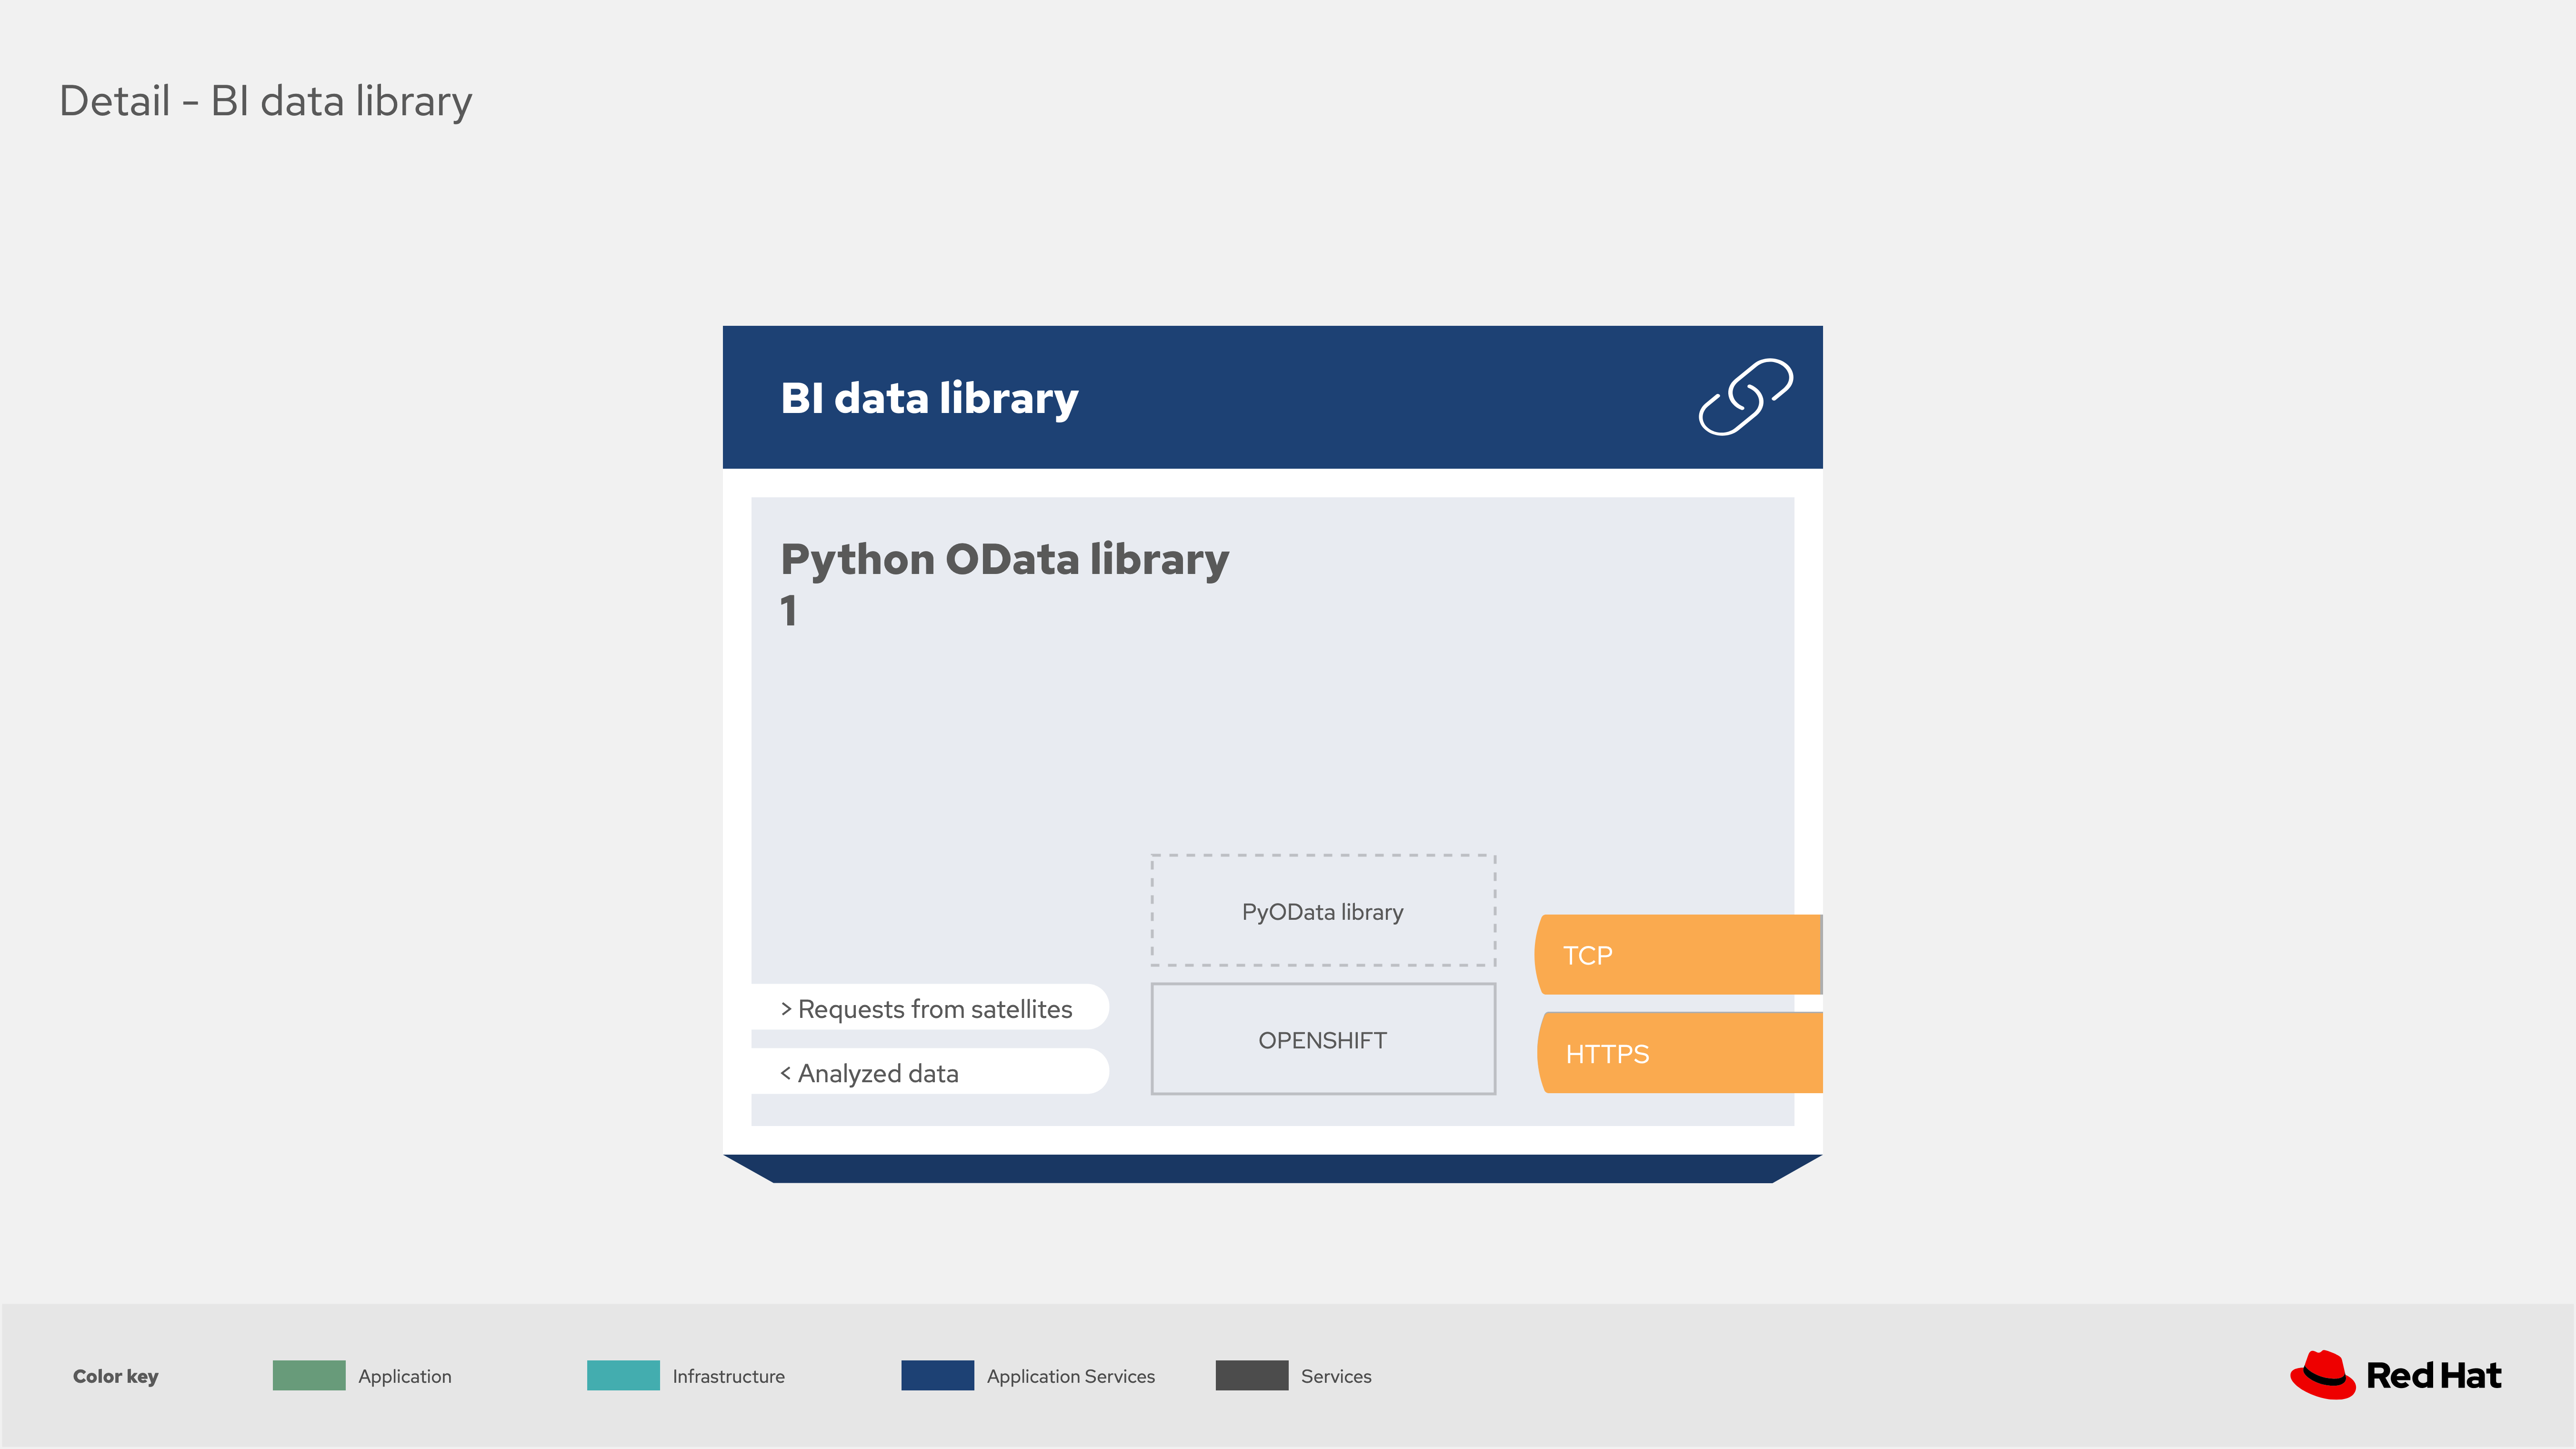 Detail - BI data library
BI data library
Python OData library
1
PyOData library
TCP
> Requests from satellites
OPENSHIFT
HTTPS
< Analyzed data
Color key
Application
Infrastructure
Application Services
Services
Red Hat